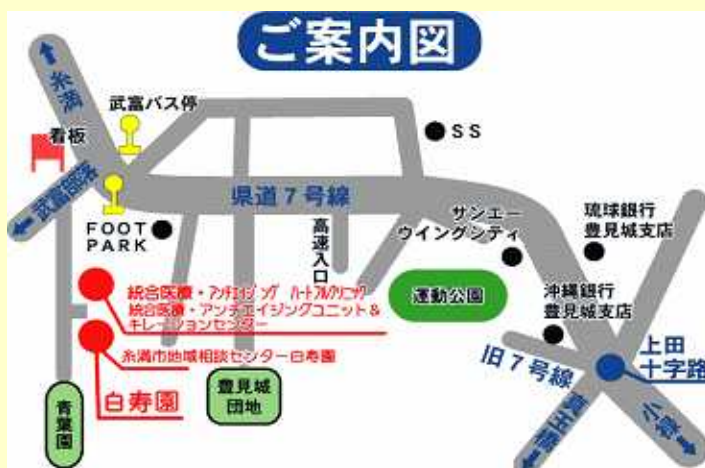 ご案内図
糸満
武富バス停
看板
SS
武富部落
県道7号線
FOOT
PARK
高速入口
サンエー
ウイングシティ
琉球銀行
豊見城支店
統合医療・アンチエイジング ハートフルクリニック
統合医療・アンチエイジングユニット&
キレーションセンター
運動公園
沖縄銀行
豊見城支店
糸満市地域相談センター白寿園
旧7号線
上田
十字路
白寿園
青葉園
豊見城
団地
真玉橋
小禄